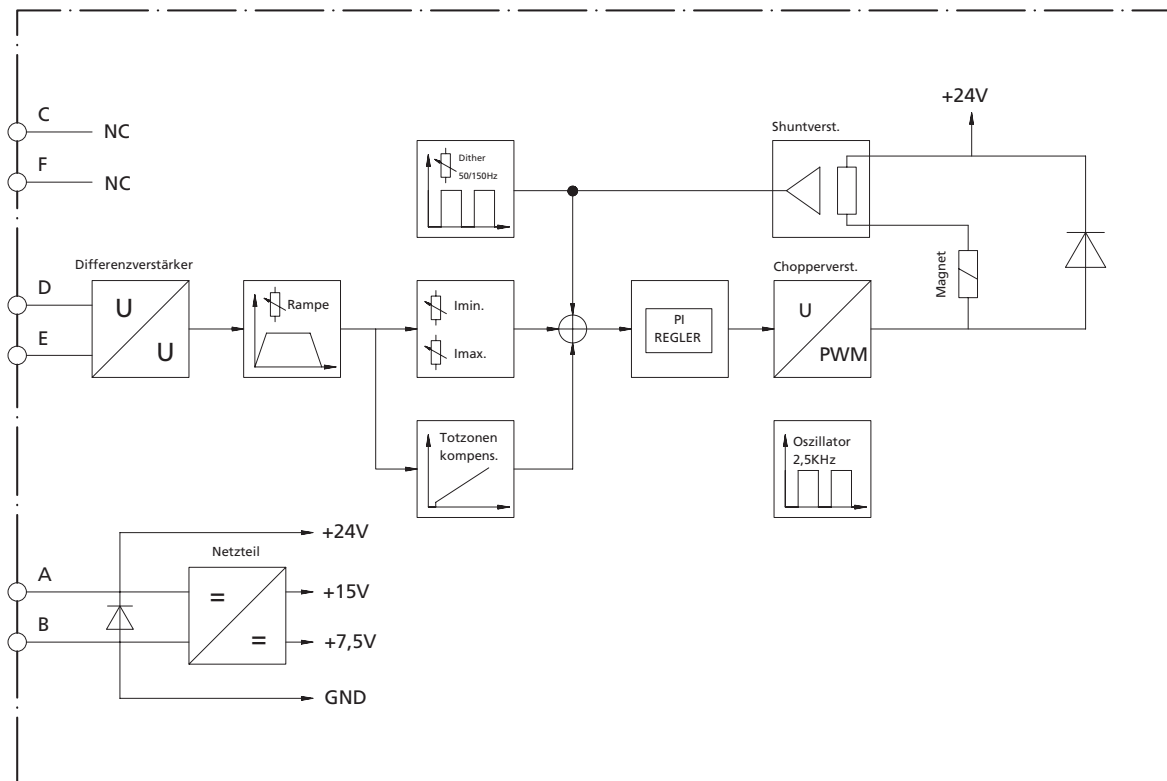 C
NC
F
NC
Dither
50/150Hz
Shuntverst.
+24V
Differenzverstärker
D
E
U
U
Rampe
Imin.
Imax.
PI
REGLER
Chopperverst.
U
PWM
Magnet
Totzonen
kompens.
Oszillator
2,5KHz
+24V
Netzteil
A
B
=
=
+15V
+7,5V
GND